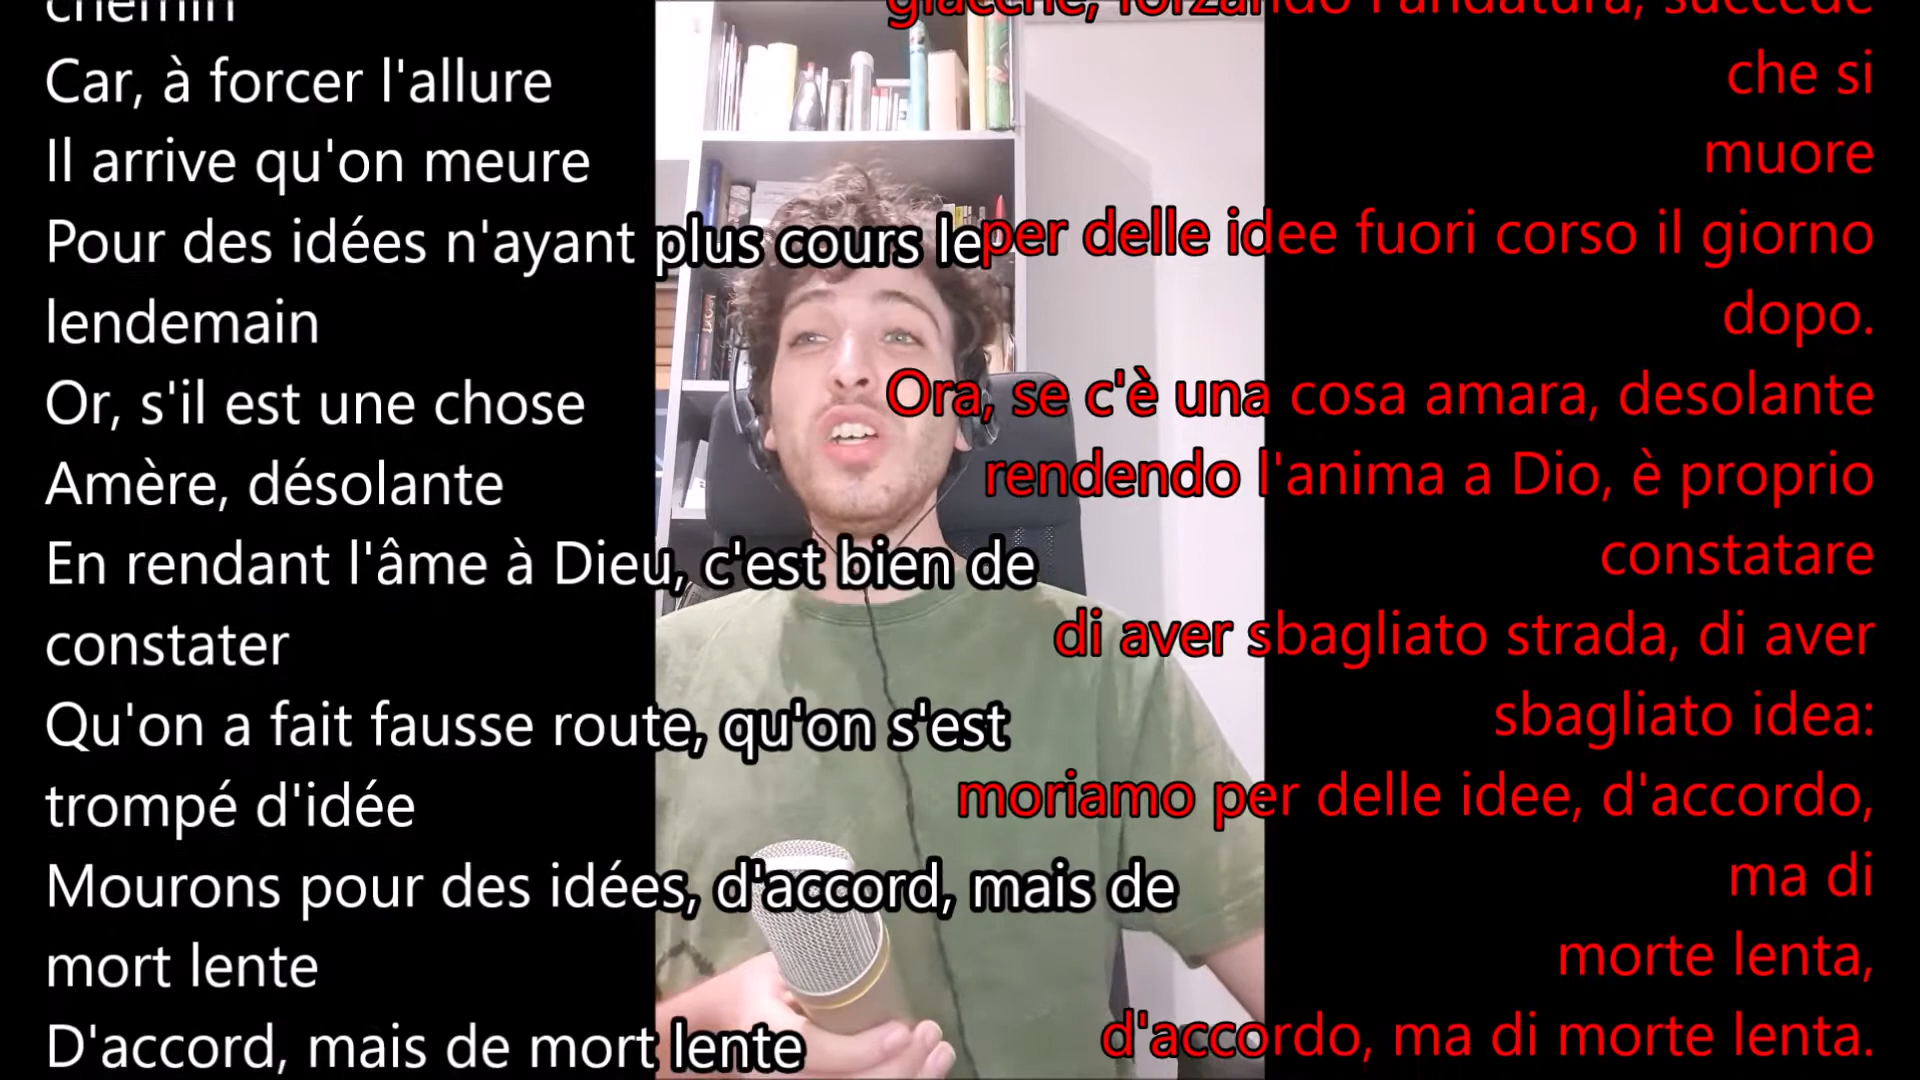 chemin
Car, à forcer l'allure
Il arrive qu'on meure
Pour des idées n'ayant plus cours le
lendemain
Or, s'il est une chose
Amère, désolante
En rendant l'âme à Dieu, c'est bien de
constater
Qu'on a fait fausse route, qu'on s'est
trompé d'idée
Mourons pour des idées, d'accord, mais de
mort lente
D'accord, mais de mort lente
giacché, forzando l'andatura, succede
che si
muore
per delle idee fuori corso il giorno
dopo.
Ora, se c'è una cosa amara, desolante
rendendo l'anima a Dio, è proprio
constatare
di aver sbagliato strada, di aver
sbagliato idea:
moriamo per delle idee, d'accordo,
ma di
morte lenta,
d'accordo, ma di morte lenta.